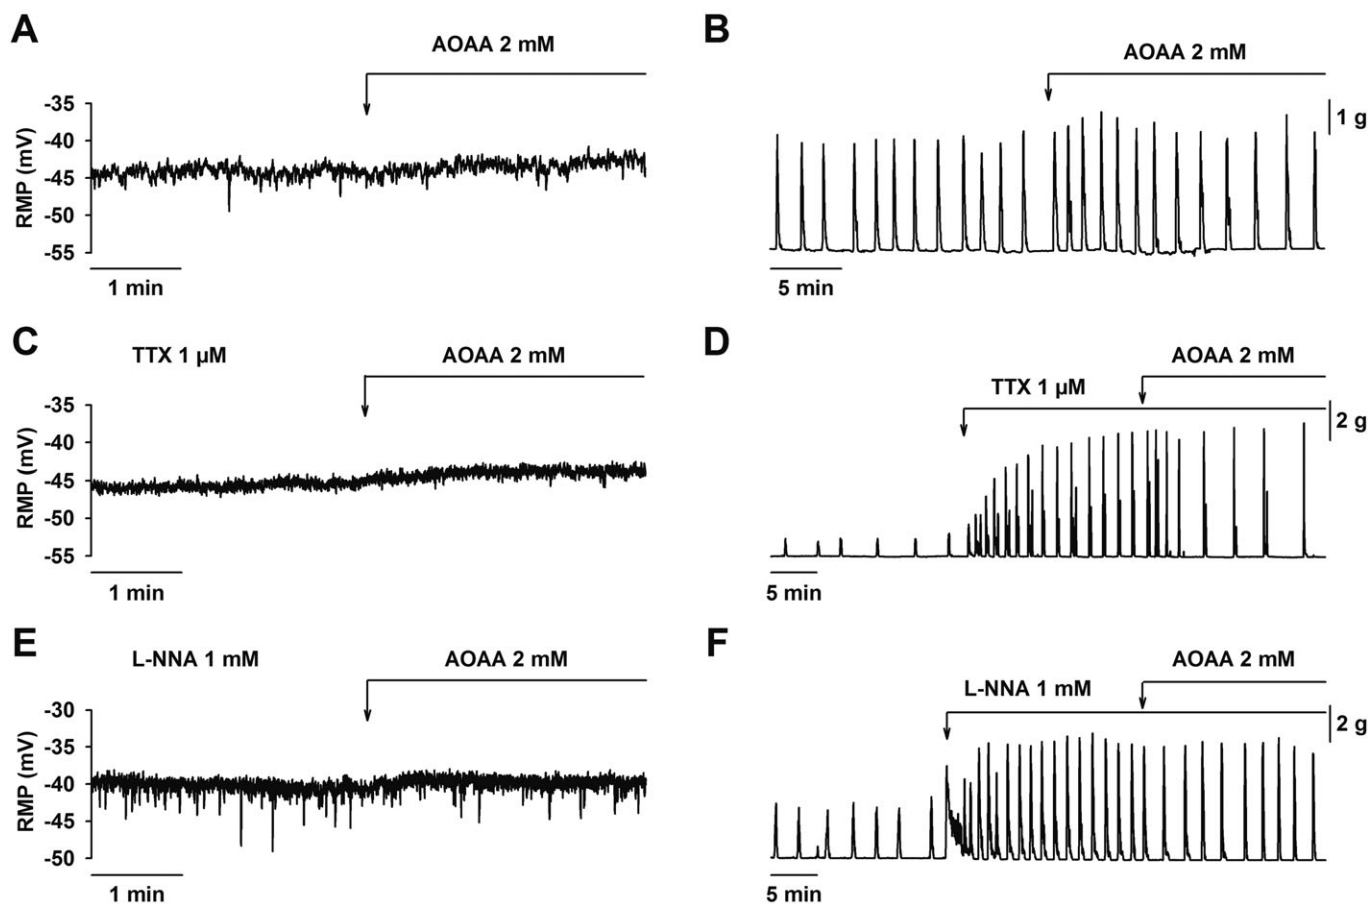 A
AOAA 2 mM
-35
-40
-45
-50
-55
RMP (mV)
1 min
B
AOAA 2 mM
1 g
5 min
C
TTX 1 µM
AOAA 2 mM
-35
-40
-45
-50
-55
RMP (mV)
1 min
D
AOAA 2 mM
TTX 1 µM
2 g
5 min
E
L-NNA 1 mM
AOAA 2 mM
-30
-35
-40
-45
-50
RMP (mV)
1 min
F
AOAA 2 mM
L-NNA 1 mM
2 g
5 min